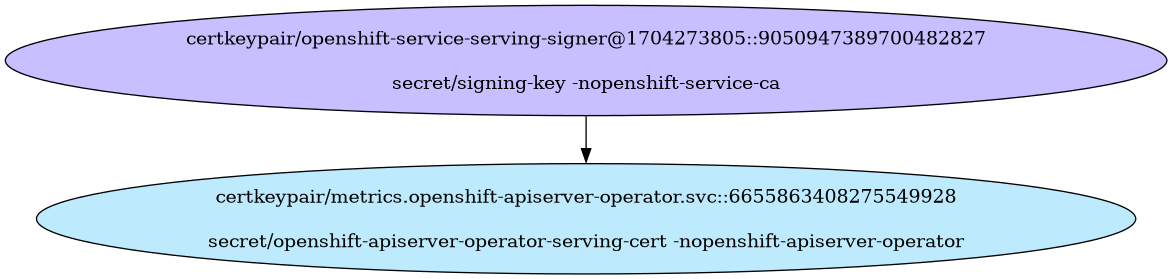 certkeypair/openshift-service-serving-signer@1704273805::9050947389700482827
secret/signing-key -nopenshift-service-ca
certkeypair/metrics.openshift-apiserver-operator.svc::6655863408275549928
secret/openshift-apiserver-operator-serving-cert -nopenshift-apiserver-operator